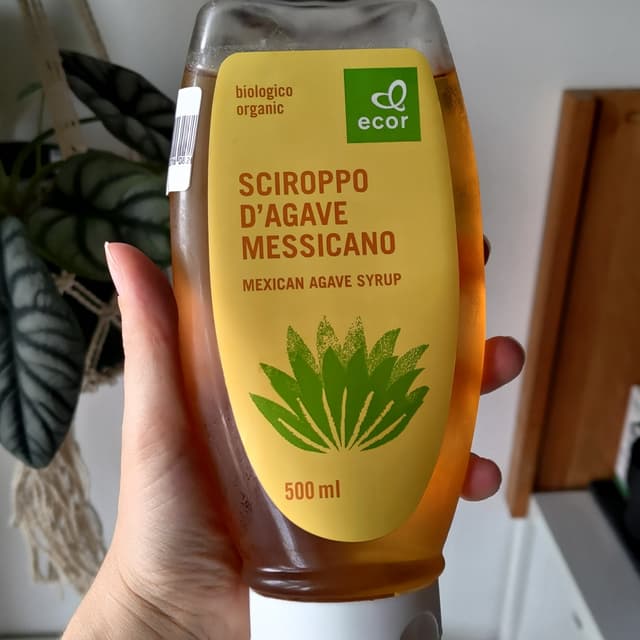 biologico
organic
ecor
SCIROPPO
D'AGAVE
MESSICANO
MEXICAN AGAVE SYRUP
500 ml